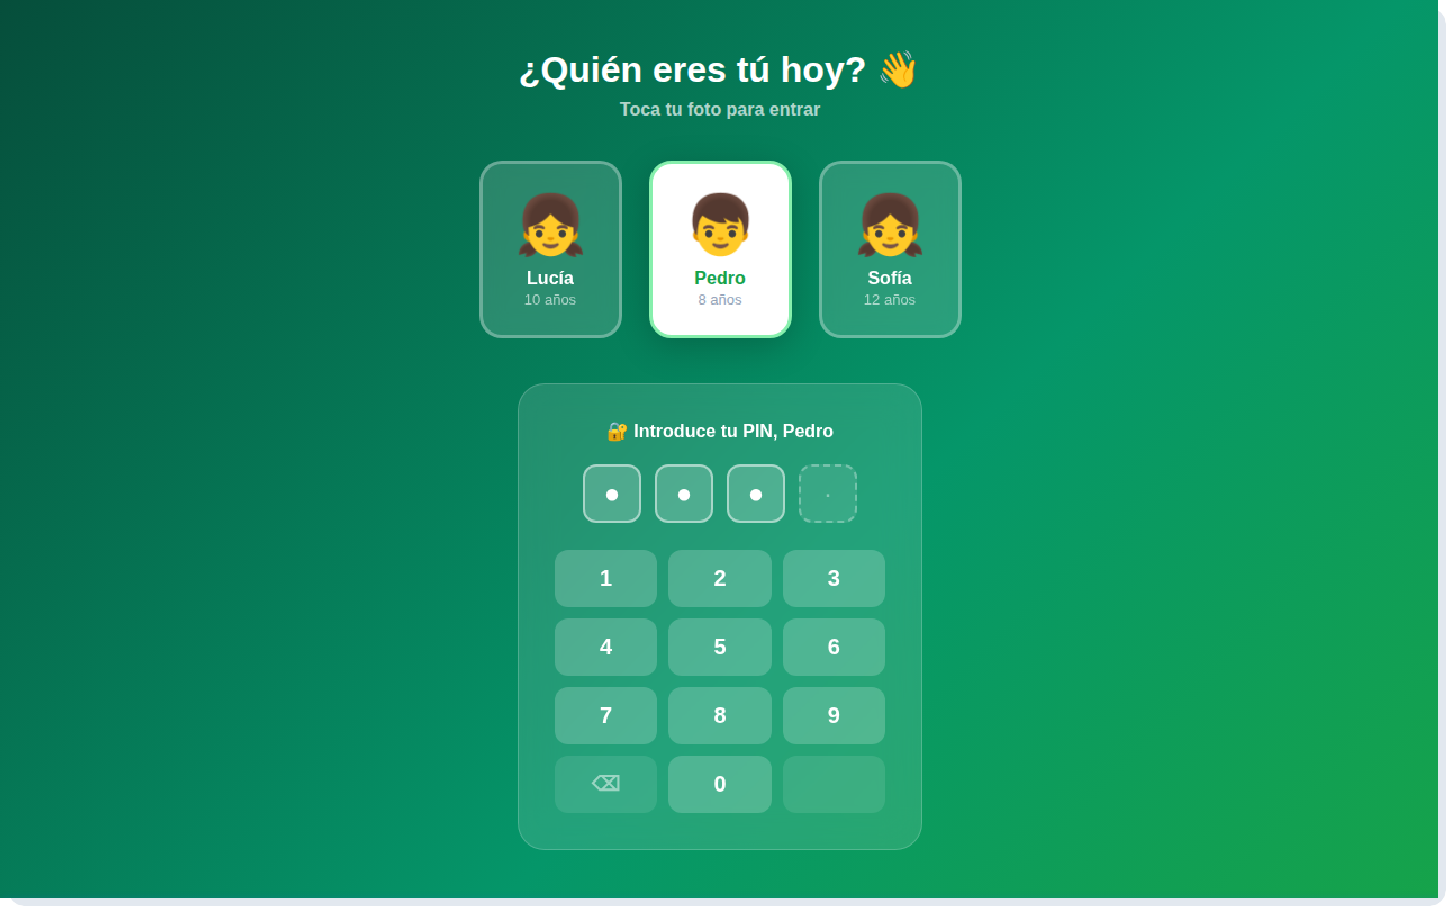 ¿Quién eres tú hoy? 👋
Toca tu foto para entrar
Lucía
10 años
Pedro
8 años
Sofía
12 años
🔐 Introduce tu PIN, Pedro
1 2 3
4 5 6
7 8 9
⌫ 0